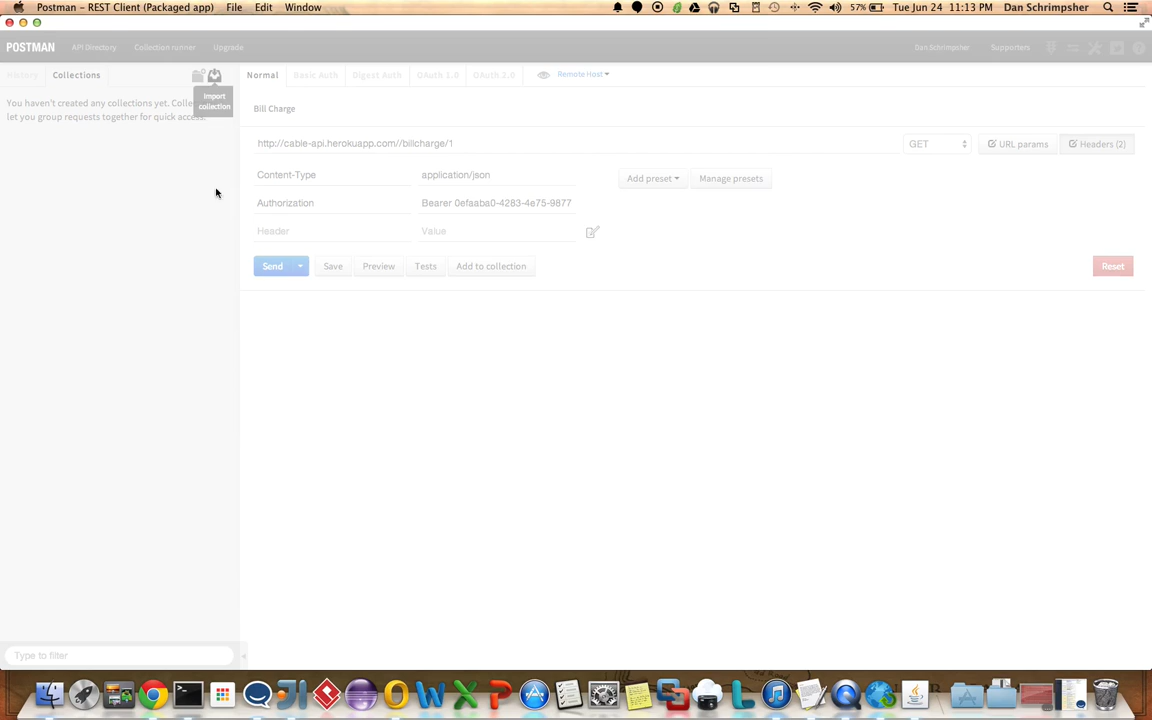 Postman – REST Client (Packaged app) File Edit Window 57% Tue Jun 24 11:13 PM Dan Schrimpsher
POSTMAN API Directory Collection runner Upgrade Dan Schrimpsher Supporters
History Collections Normal Basic Auth Digest Auth OAuth 1.0 OAuth 2.0 Remote Host
Import
collection
You haven't created any collections yet. Colle
let you group requests together for quick access.
Bill Charge
http://cable-api.herokuapp.com//billcharge/1 GET URL params Headers (2)
Content-Type application/json Add preset Manage presets
Authorization Bearer 0efaaba0-4283-4e75-9877
Header Value
Send Save Preview Tests Add to collection Reset
Type to filter